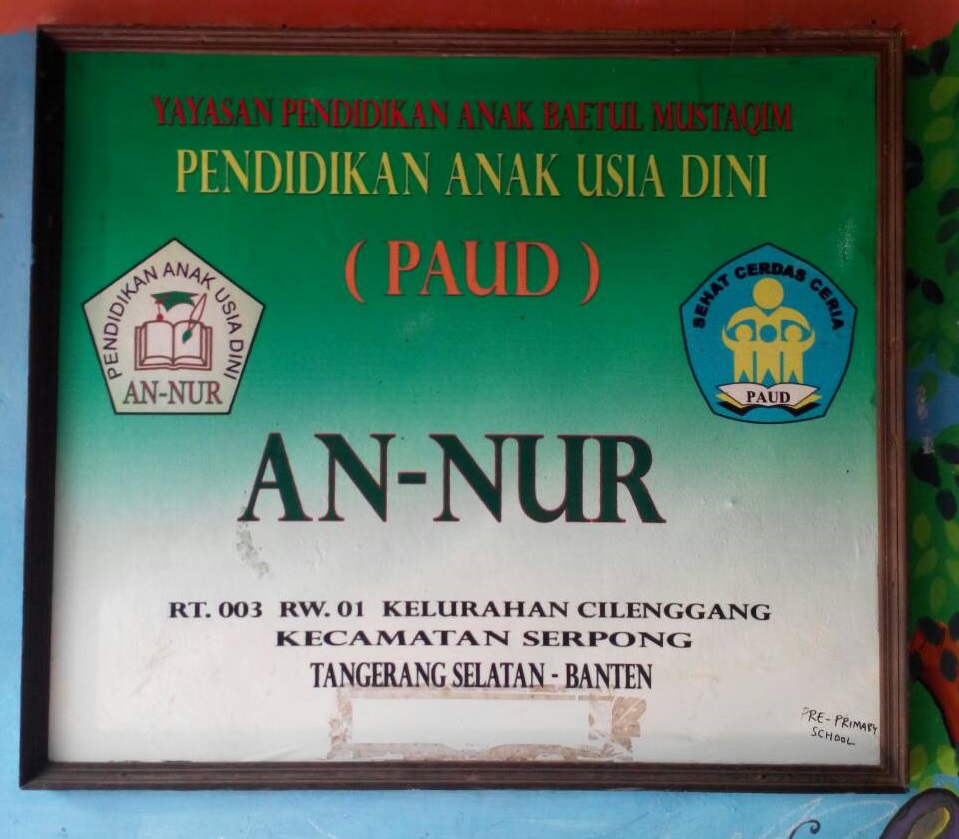 YAYASAN PENDIDIKAN ANAK BAETUL MUSTAQIM
PENDIDIKAN ANAK USIA DINI
( PAUD )
PENDIDIKAN ANAK USIA DINI
AN-NUR
SEHAT CERDAS CERIA
PAUD
AN-NUR
RT. 003 RW. 01 KELURAHAN CILENGGANG
KECAMATAN SERPONG
TANGERANG SELATAN - BANTEN
PRE-PRIMARY
SCHOOL